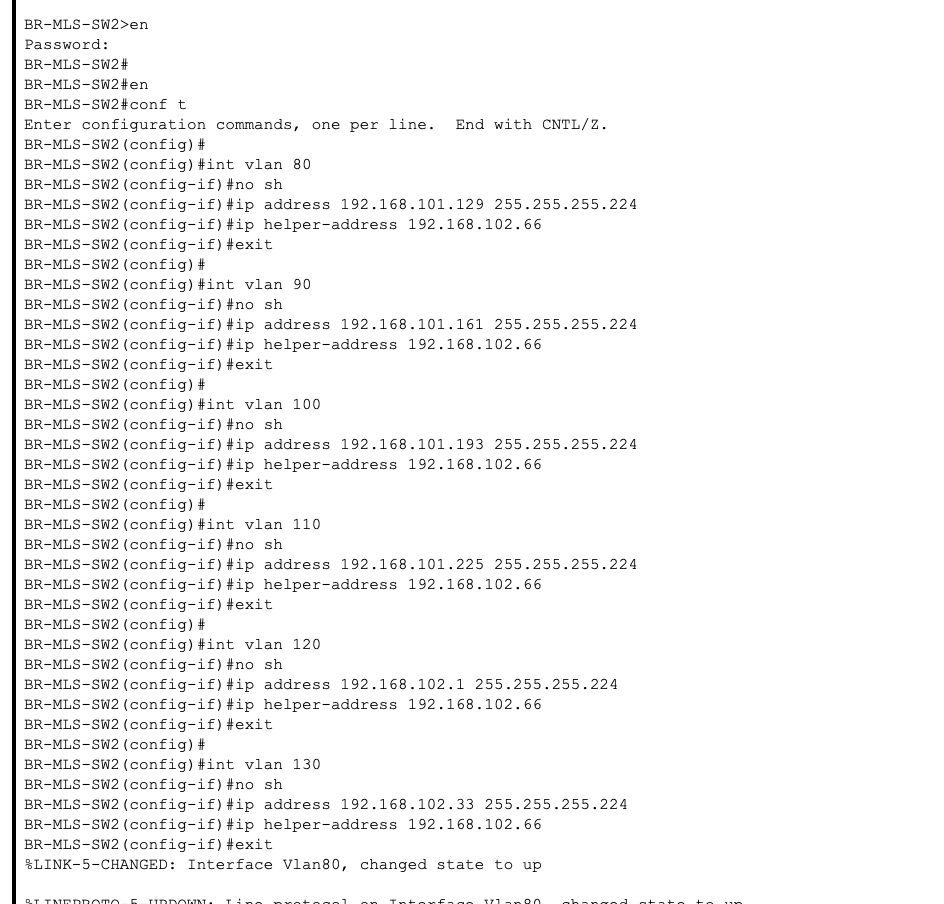 BR-MLS-SW2>en
Password:
BR-MLS-SW2#
BR-MLS-SW2#en
BR-MLS-SW2#conf t
Enter configuration commands, one per line.  End with CNTL/Z.
BR-MLS-SW2(config)#
BR-MLS-SW2(config)#int vlan 80
BR-MLS-SW2(config-if)#no sh
BR-MLS-SW2(config-if)#ip address 192.168.101.129 255.255.255.224
BR-MLS-SW2(config-if)#ip helper-address 192.168.102.66
BR-MLS-SW2(config-if)#exit
BR-MLS-SW2(config)#
BR-MLS-SW2(config)#int vlan 90
BR-MLS-SW2(config-if)#no sh
BR-MLS-SW2(config-if)#ip address 192.168.101.161 255.255.255.224
BR-MLS-SW2(config-if)#ip helper-address 192.168.102.66
BR-MLS-SW2(config-if)#exit
BR-MLS-SW2(config)#
BR-MLS-SW2(config)#int vlan 100
BR-MLS-SW2(config-if)#no sh
BR-MLS-SW2(config-if)#ip address 192.168.101.193 255.255.255.224
BR-MLS-SW2(config-if)#ip helper-address 192.168.102.66
BR-MLS-SW2(config-if)#exit
BR-MLS-SW2(config)#
BR-MLS-SW2(config)#int vlan 110
BR-MLS-SW2(config-if)#no sh
BR-MLS-SW2(config-if)#ip address 192.168.101.225 255.255.255.224
BR-MLS-SW2(config-if)#ip helper-address 192.168.102.66
BR-MLS-SW2(config-if)#exit
BR-MLS-SW2(config)#
BR-MLS-SW2(config)#int vlan 120
BR-MLS-SW2(config-if)#no sh
BR-MLS-SW2(config-if)#ip address 192.168.102.1 255.255.255.224
BR-MLS-SW2(config-if)#ip helper-address 192.168.102.66
BR-MLS-SW2(config-if)#exit
BR-MLS-SW2(config)#
BR-MLS-SW2(config)#int vlan 130
BR-MLS-SW2(config-if)#no sh
BR-MLS-SW2(config-if)#ip address 192.168.102.33 255.255.255.224
BR-MLS-SW2(config-if)#ip helper-address 192.168.102.66
BR-MLS-SW2(config-if)#exit
%LINK-5-CHANGED: Interface Vlan80, changed state to up
%LINEPROTO-5-UPDOWN: Line protocol on Interface Vlan80, changed state to up